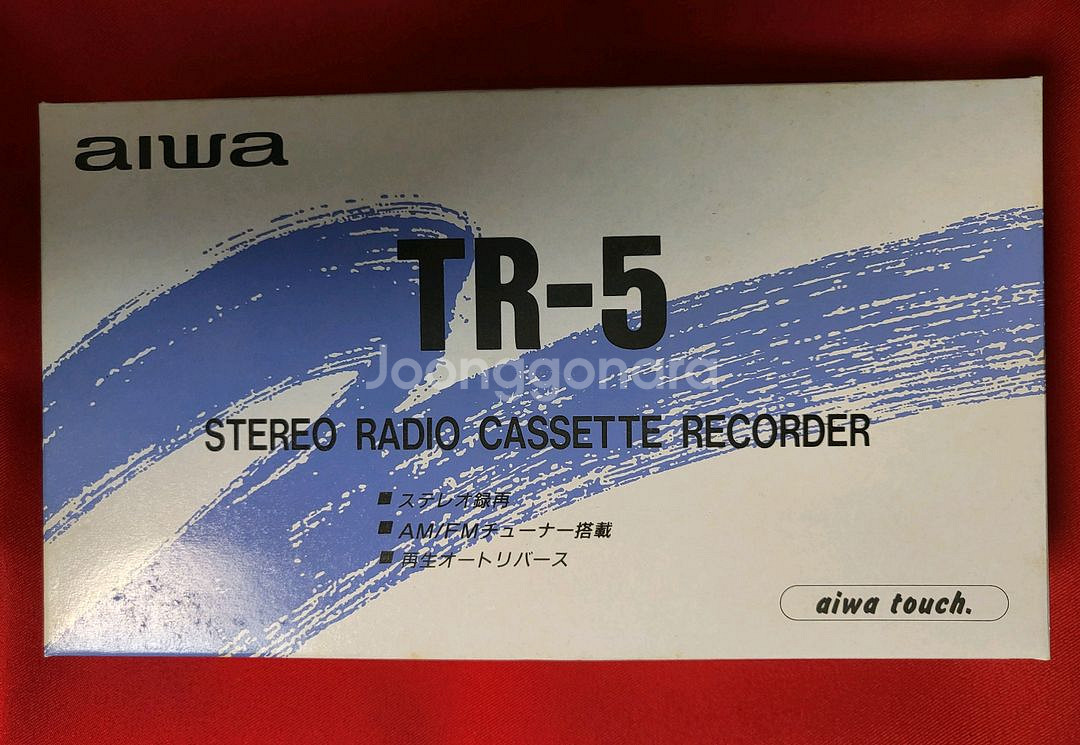 aiwa
TR-5
Joonggonara
STEREO RADIO CASSETTE RECORDER
■ ステレオ録再
■ AM/FMチューナー搭載
■ 再生オートリバース
aiwa touch.